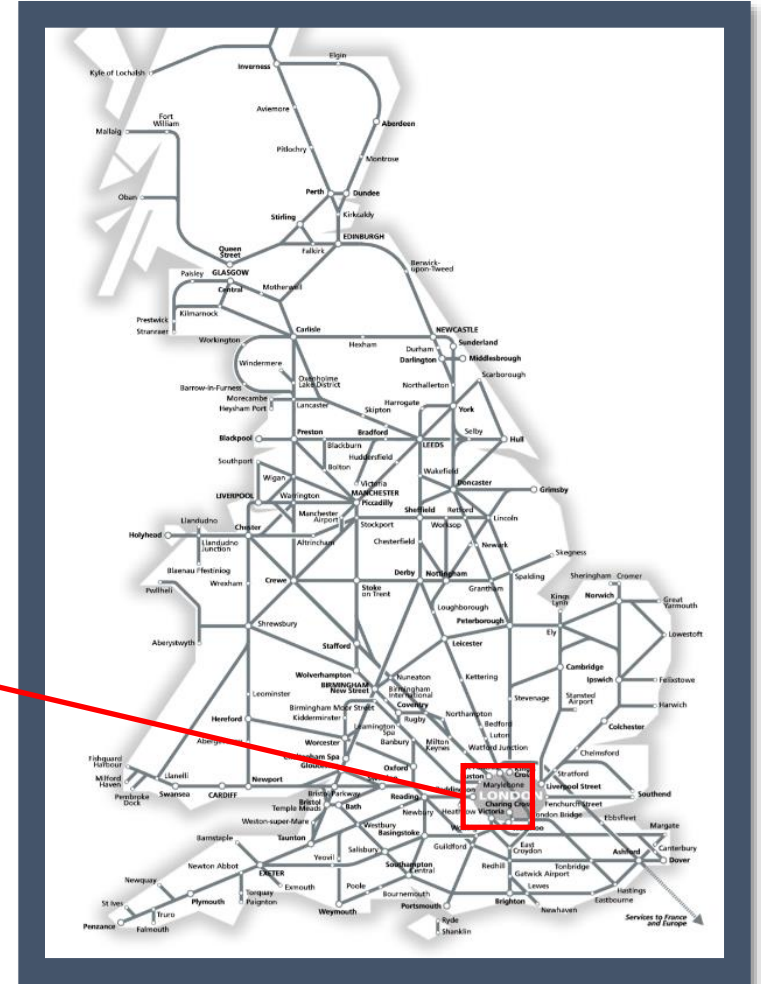 Elgin
Inverness
Kyle of Lochalsh
Aviemore
Fort
William
Aberdeen
Mallaig
Pitlochry
Montrose
Perth
Dundee
Oban
Kirkcaldy
Stirling
EDINBURGH
Queen
Street
Falkirk
Berwick-
upon-Tweed
Paisley
GLASGOW
Central
Motherwell
Prestwick
Kilmarnock
Stranraer
Carlisle
NEWCASTLE
Workington
Hexham
Sunderland
Durham
Darlington
Middlesbrough
Windermere
Scarborough
Oxenholme
Lake District
Barrow-in-Furness
Northallerton
Morecambe
Lancaster
Harrogate
York
Heysham Port
Skipton
Blackpool
Preston
Bradford
LEEDS
Selby
Hull
Blackburn
Southport
Huddersfield
Bolton
Wakefield
Wigan
Victoria
Doncaster
LIVERPOOL
Warrington
MANCHESTER
Piccadilly
Grimsby
Llandudno
Chester
Manchester
Airport
Sheffield
Retford
Lincoln
Stockport
Worksop
Holyhead
Llandudno
Junction
Altrincham
Chesterfield
Newark
Skegness
Blaenau Ffestiniog
Wrexham
Crewe
Derby
Nottingham
Spalding
Sheringham
Cromer
Pwllheli
Stoke
on Trent
Grantham
Kings
Lynn
Norwich
Great
Yarmouth
Loughborough
Peterborough
Shrewsbury
Ely
Lowestoft
Aberystwyth
Stafford
Leicester
Wolverhampton
Nuneaton
Kettering
Cambridge
BIRMINGHAM
New Street
Birmingham
International
Ipswich
Felixstowe
Leominster
Coventry
Stevenage
Stansted
Airport
Birmingham Moor Street
Northampton
Harwich
Hereford
Kidderminster
Rugby
Leamington
Spa
Bedford
Colchester
Worcester
Banbury
Milton
Keynes
Luton
Watford Junction
Chelmsford
Fishguard
Harbour
Oxford
Stratford
Milford
Haven
Llanelli
Newport
Marylebone
Liverpool Street
Pembroke
Dock
Swansea
CARDIFF
Bristol Parkway
Reading
LONDON
Southend
Bristol
Temple Meads
Bath
Newbury
Heathrow
Victoria
Charing Cross
Fenchurch Street
London Bridge
Weston-super-Mare
Westbury
Basingstoke
Ebbsfleet
Margate
Barnstaple
Taunton
Salisbury
Guildford
East
Croydon
Canterbury
Yeovil
Redhill
Tonbridge
Ashford
Dover
Newton Abbot
EXETER
Southampton
Central
Gatwick Airport
Newquay
Exmouth
Poole
Lewes
Hastings
St Ives
Plymouth
Torquay
Paignton
Bournemouth
Eastbourne
Weymouth
Portsmouth
Brighton
Newhaven
Truro
Ryde
Services to France
and Europe
Penzance
Falmouth
Shanklin